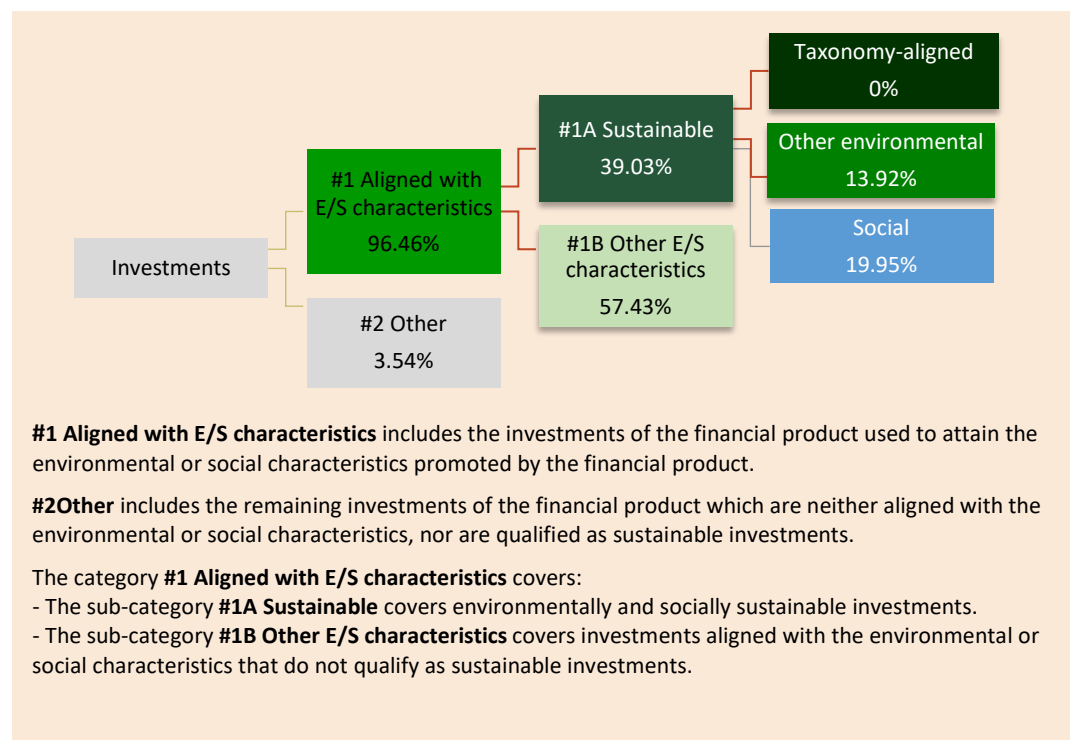 Investments
#1 Aligned with
E/S characteristics
96.46%
#2 Other
3.54%
#1A Sustainable
39.03%
#1B Other E/S
characteristics
57.43%
Taxonomy-aligned
0%
Other environmental
13.92%
Social
19.95%
#1 Aligned with E/S characteristics includes the investments of the financial product used to attain the
environmental or social characteristics promoted by the financial product.
#2Other includes the remaining investments of the financial product which are neither aligned with the
environmental or social characteristics, nor are qualified as sustainable investments.
The category #1 Aligned with E/S characteristics covers:
- The sub-category #1A Sustainable covers environmentally and socially sustainable investments.
- The sub-category #1B Other E/S characteristics covers investments aligned with the environmental or
social characteristics that do not qualify as sustainable investments.